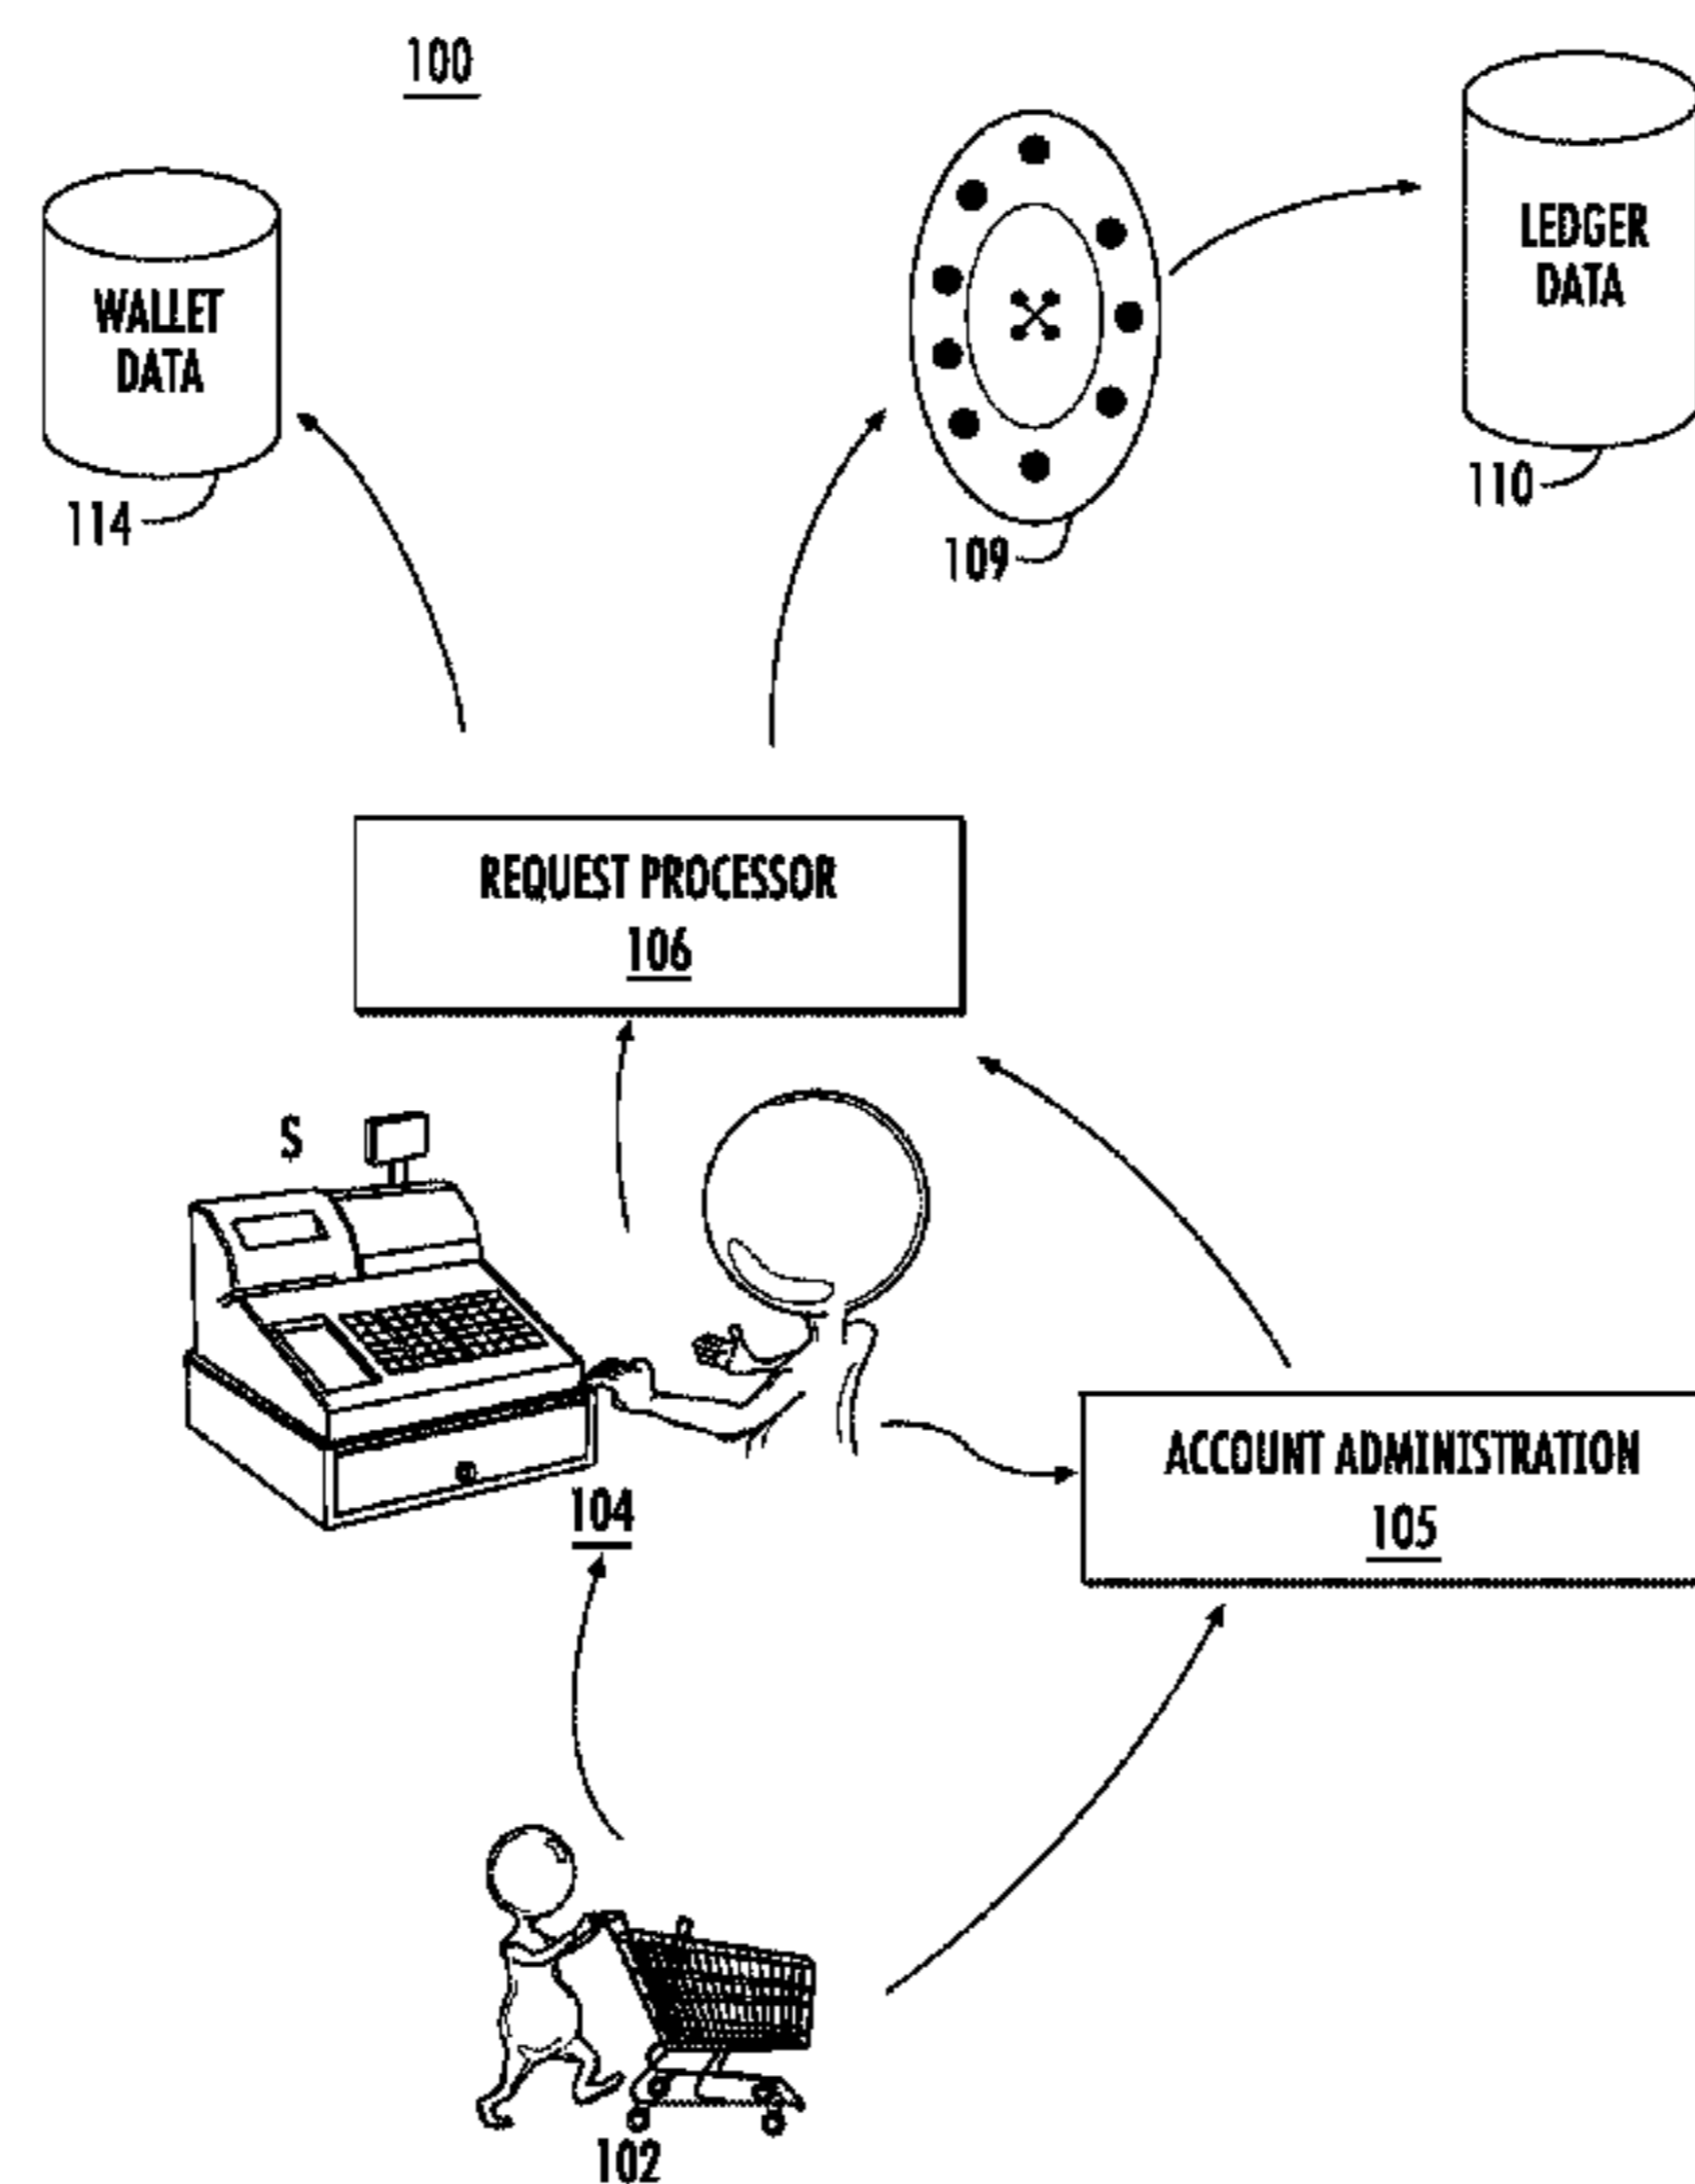 100
WALLET
DATA
114
109
LEDGER
DATA
110
REQUEST PROCESSOR
106
$
104
ACCOUNT ADMINISTRATION
105
102